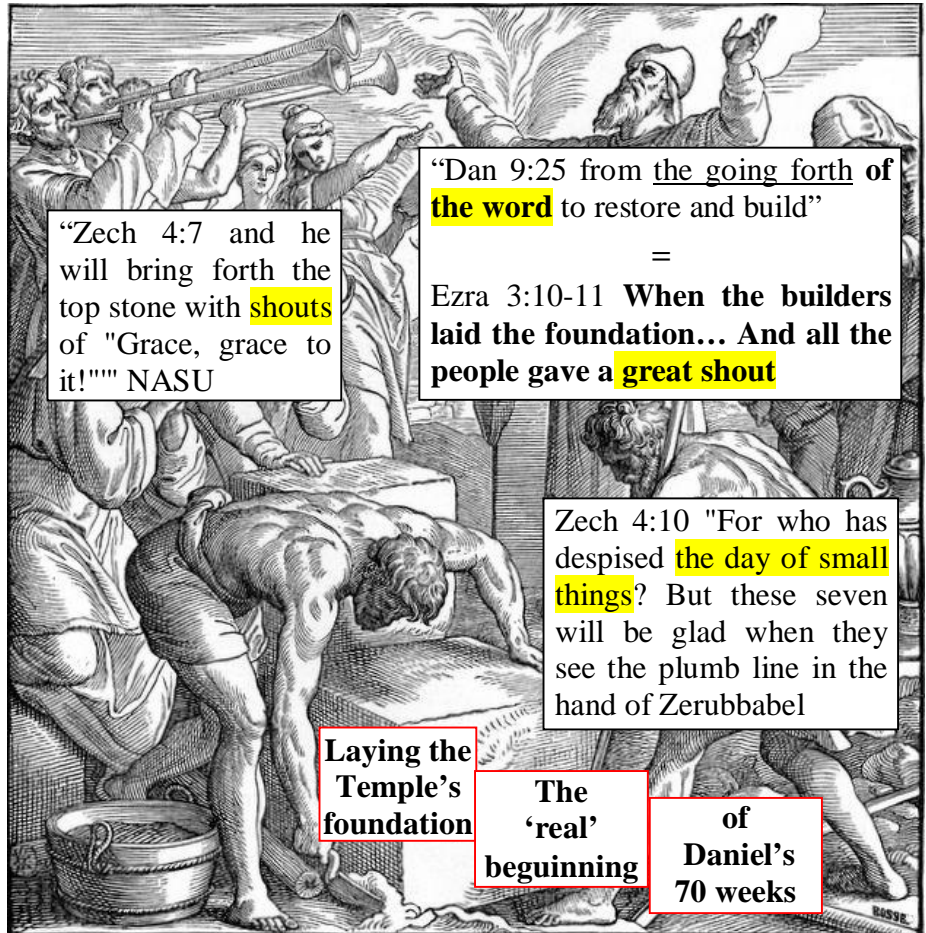 “Dan 9:25 from the going forth of
the word to restore and build”
=
Ezra 3:10-11 When the builders
laid the foundation… And all the
people gave a great shout
“Zech 4:7 and he
will bring forth the
top stone with shouts
of "Grace, grace to
it!"'" NASU
Zech 4:10 "For who has
despised the day of small
things? But these seven
will be glad when they
see the plumb line in the
hand of Zerubbabel
Laying the
Temple’s
foundation
The
‘real’
beguinning
of
Daniel’s
70 weeks